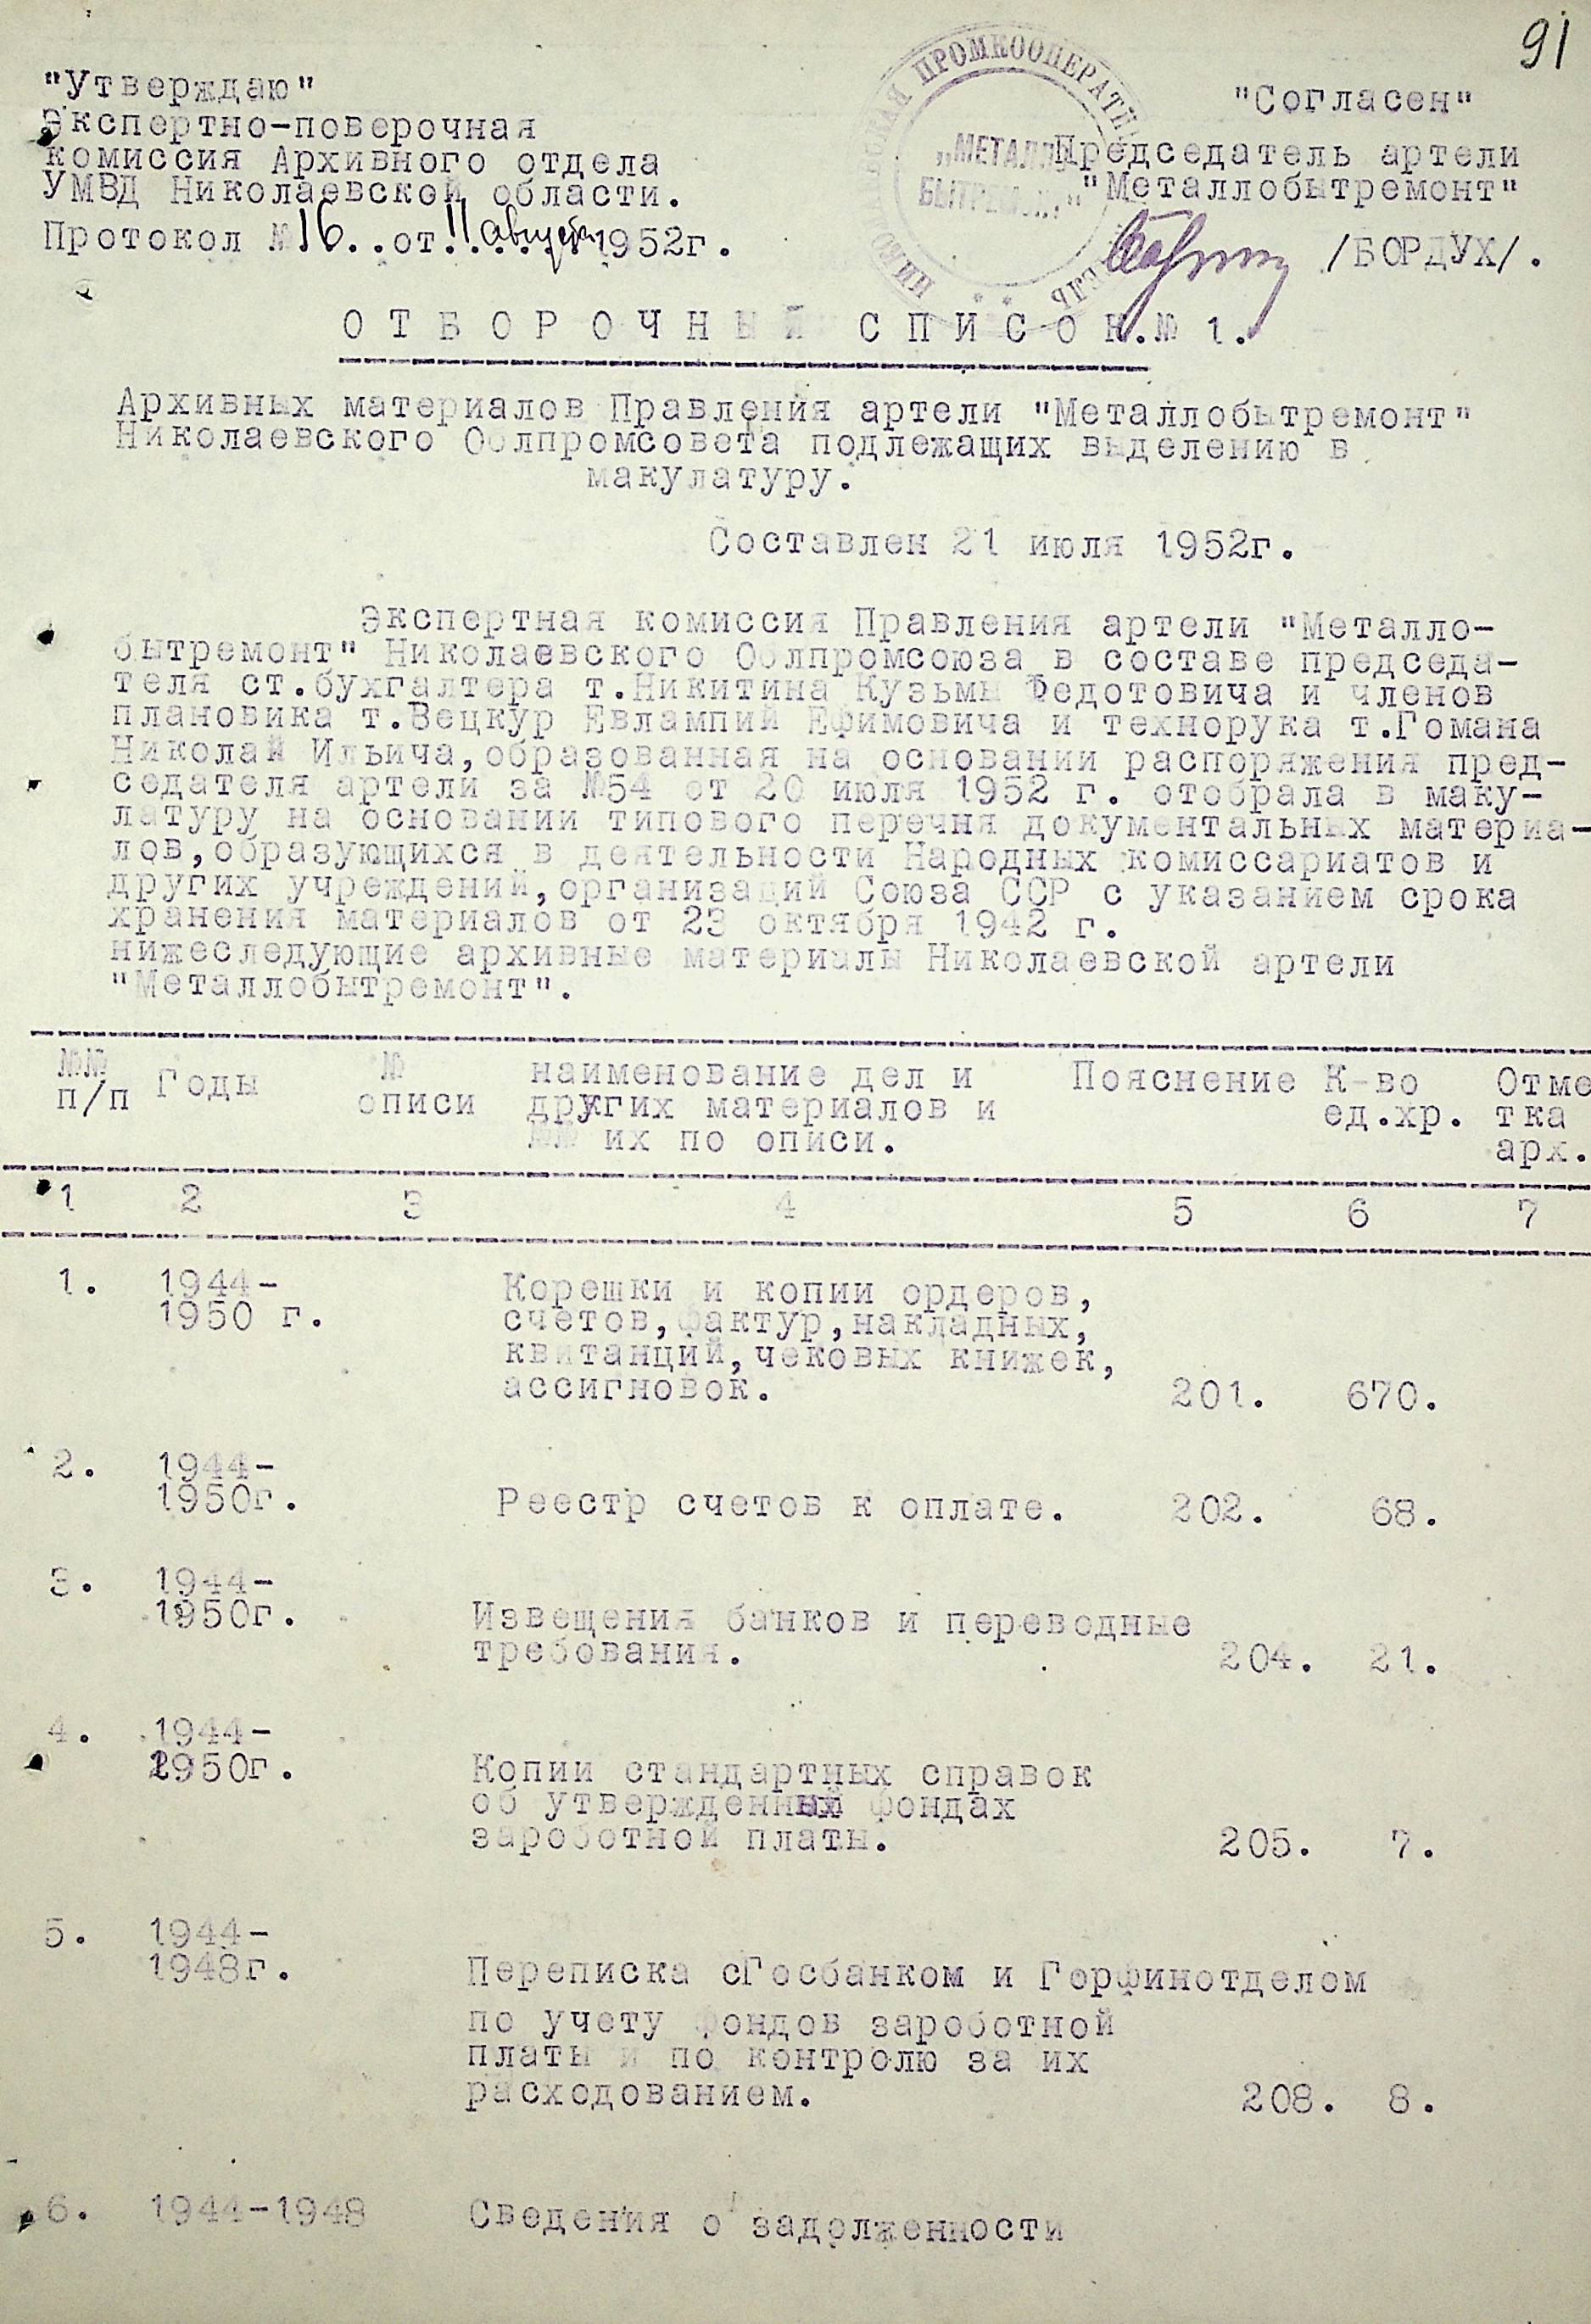 91
"Утверждаю"
Экспертно-поверочная
комиссия Архивного отдела
УМВД Николаевской области.
Протокол №16..от 11 августа 1952г.
"Согласен"
Председатель артели
"Металлобытремонт"
/БОРДУХ/.
ПРОМКООПЕРАТИ
"МЕТАЛЛО
БЫТРЕМОНТ"
ОТБОРОЧНЫЙ СПИСОК.№ 1.
Архивных материалов Правления артели "Металлобытремонт"
Николаевского Облпромсовета подлежащих выделению в
макулатуру.
Составлен 21 июля 1952г.
Экспертная комиссия Правления артели "Металло-
бытремонт" Николаевского Облпромсоюза в составе председа-
теля ст.бухгалтера т.Никитина Кузьмы Федотовича и членов
плановика т.Вецкур Евлампий Ефимовича и технорука т.Гомана
Николай Ильича,образованная на основании распоряжения пред-
седателя артели за №54 от 20 июля 1952 г. отобрала в маку-
латуру на основании типового перечня документальных материа-
лов,образующихся в деятельности Народных комиссариатов и
других учреждений,организаций Союза ССР с указанием срока
хранения материалов от 23 октября 1942 г.
нижеследующие архивные материалы Николаевской артели
"Металлобытремонт".
№№ п/п Годы № описи наименование дел и других материалов и №№ их по описи. Пояснение К-во ед.хр. Отме тка арх.
1 2 3 4 5 6 7
1. 1944- Корешки и копии ордеров,
1950 г. счетов,фактур,накладных,
квитанций,чековых книжек,
ассигновок. 201. 670.
2. 1944-
1950г. Реестр счетов к оплате. 202. 68.
3. 1944-
1950г. Извещения банков и переводные
требования. 204. 21.
4. 1944-
1950г. Копии стандартных справок
об утвержденных фондах
зароботной платы. 205. 7.
5. 1944-
1948г. Переписка сГосбанком и Горфинотделом
по учету фондов зароботной
платы и по контролю за их
расходованием. 208. 8.
6. 1944-1948 Сведения о задолженности